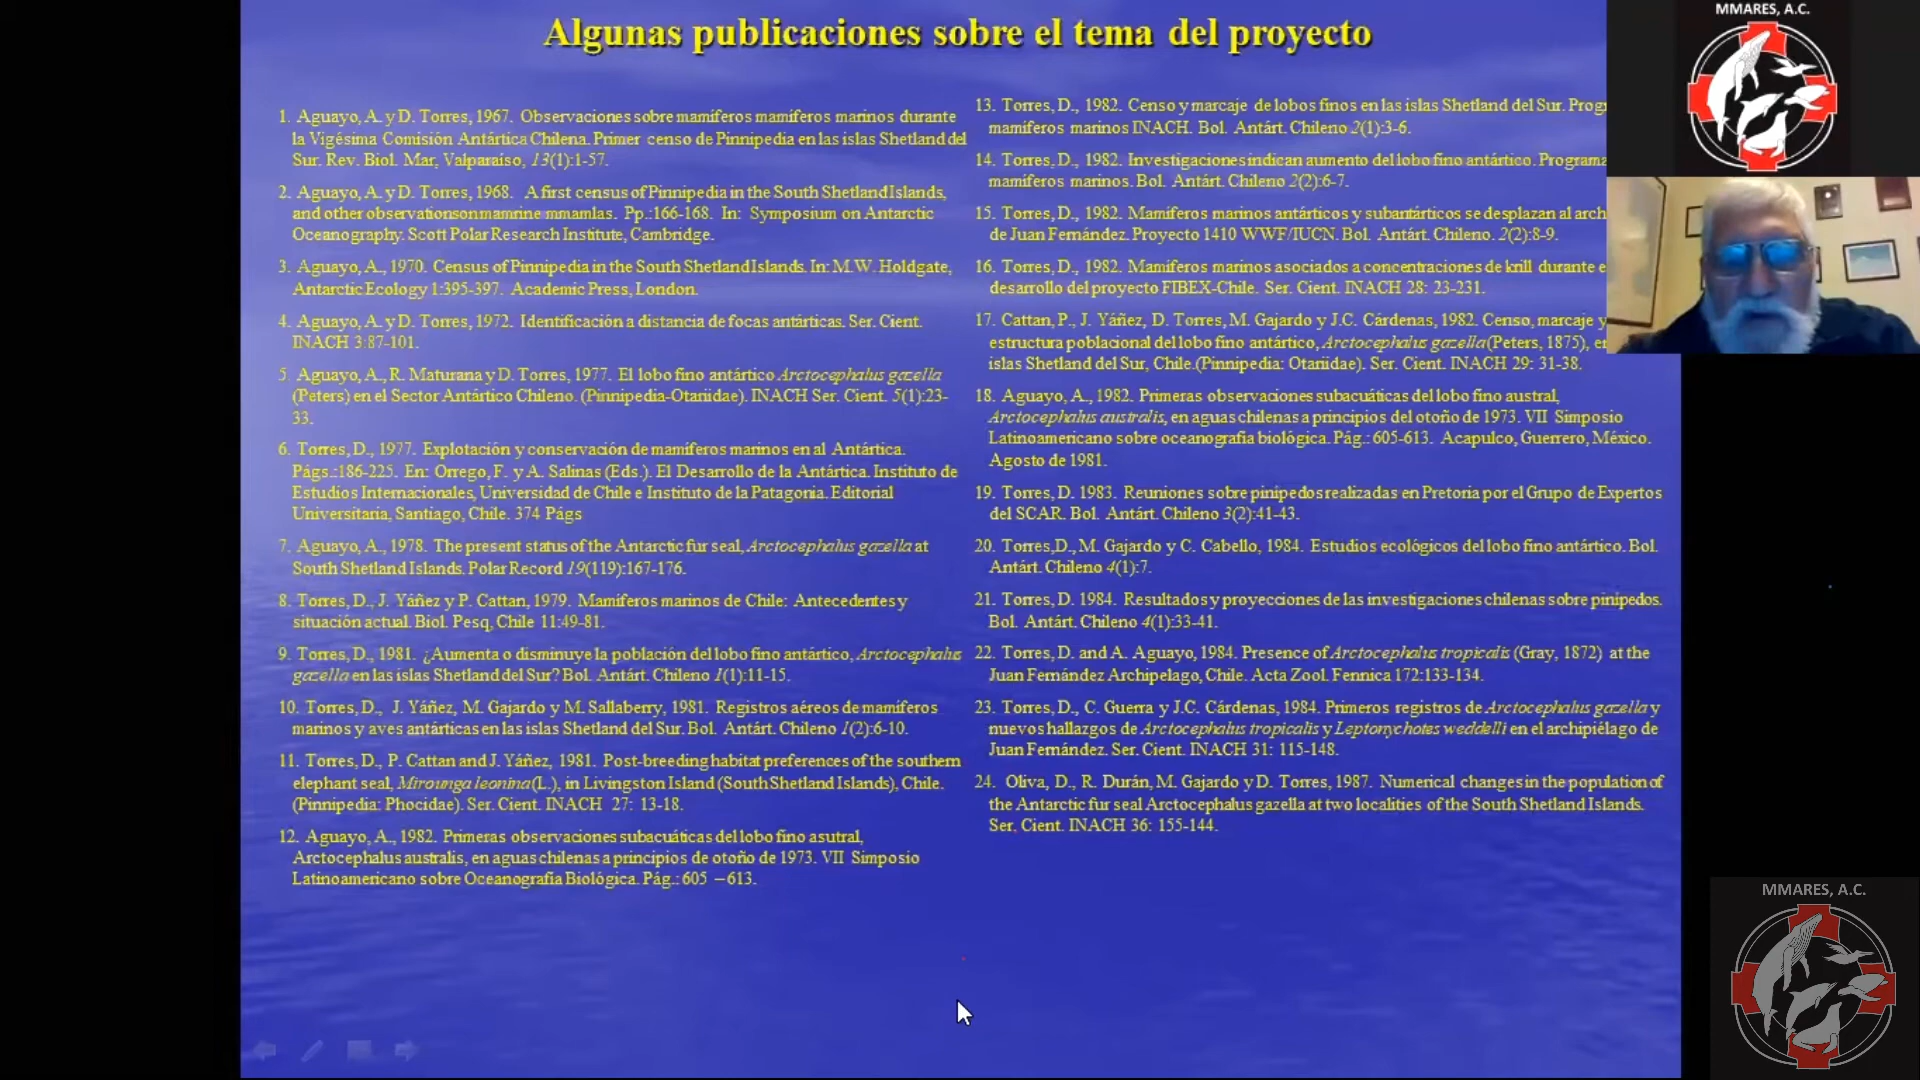 Algunas publicaciones sobre el tema del proyecto
1. Aguayo, A. y D. Torres, 1967. Observaciones sobre mamíferos mamíferos marinos durante
la Vigésima Comisión Antártica Chilena. Primer censo de Pinnipedia en las islas Shetland del
Sur. Rev. Biol. Mar, Valparaíso, 13(1):1-57.
2. Aguayo, A. y D. Torres, 1968. A first census of Pinnipedia in the South Shetland Islands,
and other observationson mamrine mmamlas. Pp.:166-168. In: Symposium on Antarctic
Oceanography. Scott Polar Research Institute, Cambridge.
3. Aguayo, A., 1970. Census of Pinnipedia in the South Shetland Islands. In: M.W. Holdgate,
Antarctic Ecology 1:395-397. Academic Press, London.
4. Aguayo, A. y D. Torres, 1972. Identificación a distancia de focas antárticas. Ser. Cient.
INACH 3:87-101.
5. Aguayo, A., R. Maturana y D. Torres, 1977. El lobo fino antártico Arctocephalus gazella
(Peters) en el Sector Antártico Chileno. (Pinnipedia-Otariidae). INACH Ser. Cient. 5(1):23-
33.
6. Torres, D., 1977. Explotación y conservación de mamíferos marinos en al Antártica.
Págs.:186-225. En: Orrego, F. y A. Salinas (Eds.). El Desarrollo de la Antártica. Instituto de
Estudios Internacionales, Universidad de Chile e Instituto de la Patagonia. Editorial
Universitaria, Santiago, Chile. 374 Págs
7. Aguayo, A., 1978. The present status of the Antarctic fur seal, Arctocephalus gazella at
South Shetland Islands. Polar Record 19(119):167-176.
8. Torres, D., J. Yáñez y P. Cattan, 1979. Mamíferos marinos de Chile: Antecedentes y
situación actual. Biol. Pesq, Chile 11:49-81.
9. Torres, D., 1981. ¿Aumenta o disminuye la población del lobo fino antártico, Arctocephalus
gazella en las islas Shetland del Sur? Bol. Antárt. Chileno 1(1):11-15.
10. Torres, D., J. Yáñez, M. Gajardo y M. Sallaberry, 1981. Registros aéreos de mamíferos
marinos y aves antárticas en las islas Shetland del Sur. Bol. Antárt. Chileno 1(2):6-10.
11. Torres, D., P. Cattan and J. Yáñez, 1981. Post-breeding habitat preferences of the southern
elephant seal, Mirounga leonina (L.), in Livingston Island (South Shetland Islands), Chile.
(Pinnipedia: Phocidae). Ser. Cient. INACH 27: 13-18.
12. Aguayo, A., 1982. Primeras observaciones subacuáticas del lobo fino asutral,
Arctocephalus australis, en aguas chilenas a principios de otoño de 1973. VII Simposio
Latinoamericano sobre Oceanografía Biológica. Pág.: 605 – 613.
13. Torres, D., 1982. Censo y marcaje de lobos finos en las islas Shetland del Sur. Progr
mamíferos marinos INACH. Bol. Antárt. Chileno 2(1):3-6.
14. Torres, D., 1982. Investigaciones indican aumento del lobo fino antártico. Programa
mamíferos marinos. Bol. Antárt. Chileno 2(2):6-7.
15. Torres, D., 1982. Mamíferos marinos antárticos y subantárticos se desplazan al arch
de Juan Fernández. Proyecto 1410 WWF/IUCN. Bol. Antárt. Chileno. 2(2):8-9.
16. Torres, D., 1982. Mamíferos marinos asociados a concentraciones de krill durante e
desarrollo del proyecto FIBEX-Chile. Ser. Cient. INACH 28: 23-231.
17. Cattan, P., J. Yáñez, D. Torres, M. Gajardo y J.C. Cárdenas, 1982. Censo, marcaje y
estructura poblacional del lobo fino antártico, Arctocephalus gazella (Peters, 1875), en
islas Shetland del Sur, Chile.(Pinnipedia: Otariidae). Ser. Cient. INACH 29: 31-38.
18. Aguayo, A., 1982. Primeras observaciones subacuáticas del lobo fino austral,
Arctocephalus australis, en aguas chilenas a principios del otoño de 1973. VII Simposio
Latinoamericano sobre oceanografía biológica. Pág.: 605-613. Acapulco, Guerrero, México.
Agosto de 1981.
19. Torres, D. 1983. Reuniones sobre pinípedos realizadas en Pretoria por el Grupo de Expertos
del SCAR. Bol. Antárt. Chileno 3(2):41-43.
20. Torres,D., M. Gajardo y C. Cabello, 1984. Estudios ecológicos del lobo fino antártico. Bol.
Antárt. Chileno 4(1):7.
21. Torres, D. 1984. Resultados y proyecciones de las investigaciones chilenas sobre pinípedos.
Bol. Antárt. Chileno 4(1):33-41.
22. Torres, D. and A. Aguayo, 1984. Presence of Arctocephalus tropicalis (Gray, 1872) at the
Juan Fernández Archipelago, Chile. Acta Zool. Fennica 172:133-134.
23. Torres, D., C. Guerra y J.C. Cárdenas, 1984. Primeros registros de Arctocephalus gazella y
nuevos hallazgos de Arctocephalus tropicalis y Leptonychotes weddelli en el archipiélago de
Juan Fernández. Ser. Cient. INACH 31: 115-148.
24. Oliva, D., R. Durán, M. Gajardo y D. Torres, 1987. Numerical changes in the population of
the Antarctic fur seal Arctocephalus gazella at two localities of the South Shetland Islands.
Ser. Cient. INACH 36: 155-144.
MMARES, A.C.
MMARES, A.C.